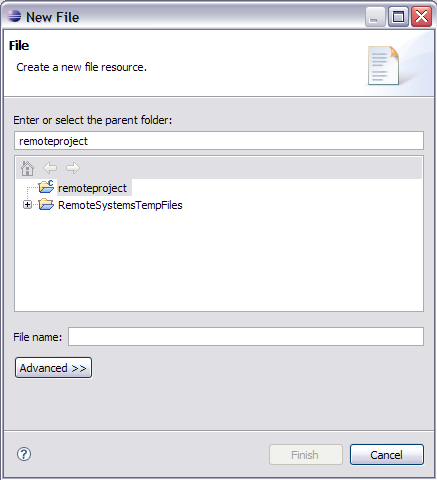 New File
File
Create a new file resource.
Enter or select the parent folder:
remoteproject
remoteproject
RemoteSystemsTempFiles
File name:
Advanced >>
Finish
Cancel